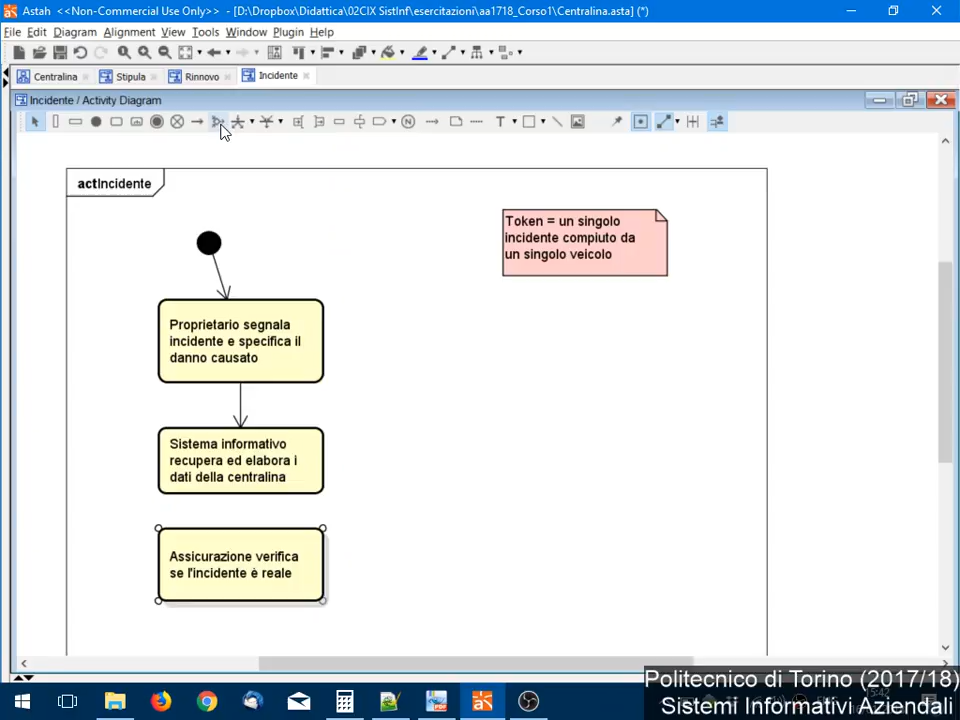 Astah <<Non-Commercial Use Only>> - [D:\Dropbox\Didattica\02CIX SistInf\esercitazioni\aa1718_Corso1\Centralina.asta] (*)
File Edit Diagram Alignment View Tools Window Plugin Help
Centralina Stipula Rinnovo Incidente
Incidente / Activity Diagram
actIncidente
Token = un singolo
incidente compiuto da
un singolo veicolo
Proprietario segnala
incidente e specifica il
danno causato
Sistema informativo
recupera ed elabora i
dati della centralina
Assicurazione verifica
se l'incidente è reale
Politecnico di Torino (2017/18)
Sistemi Informativi Aziendali